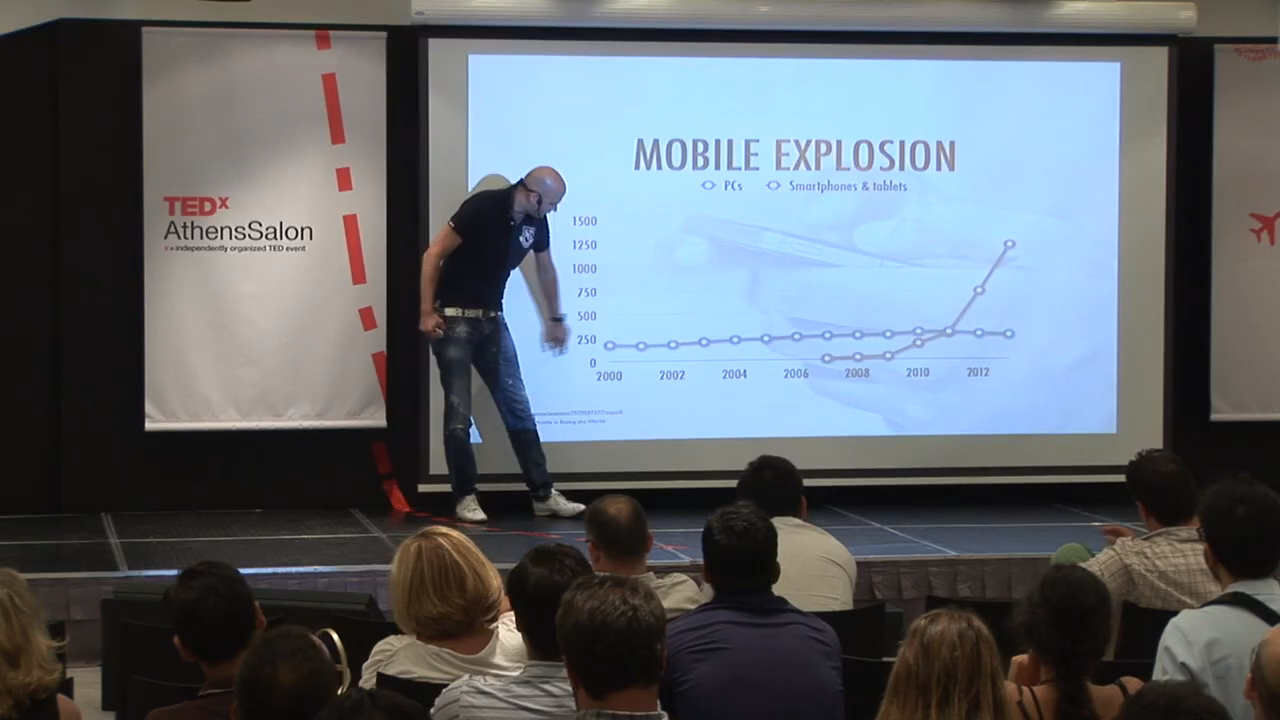 TEDx
AthensSalon
x = independently organized TED event
MOBILE EXPLOSION
PCs Smartphones & tablets
1500
1250
1000
750
500
250
0
2000 2002 2004 2006 2008 2010 2012